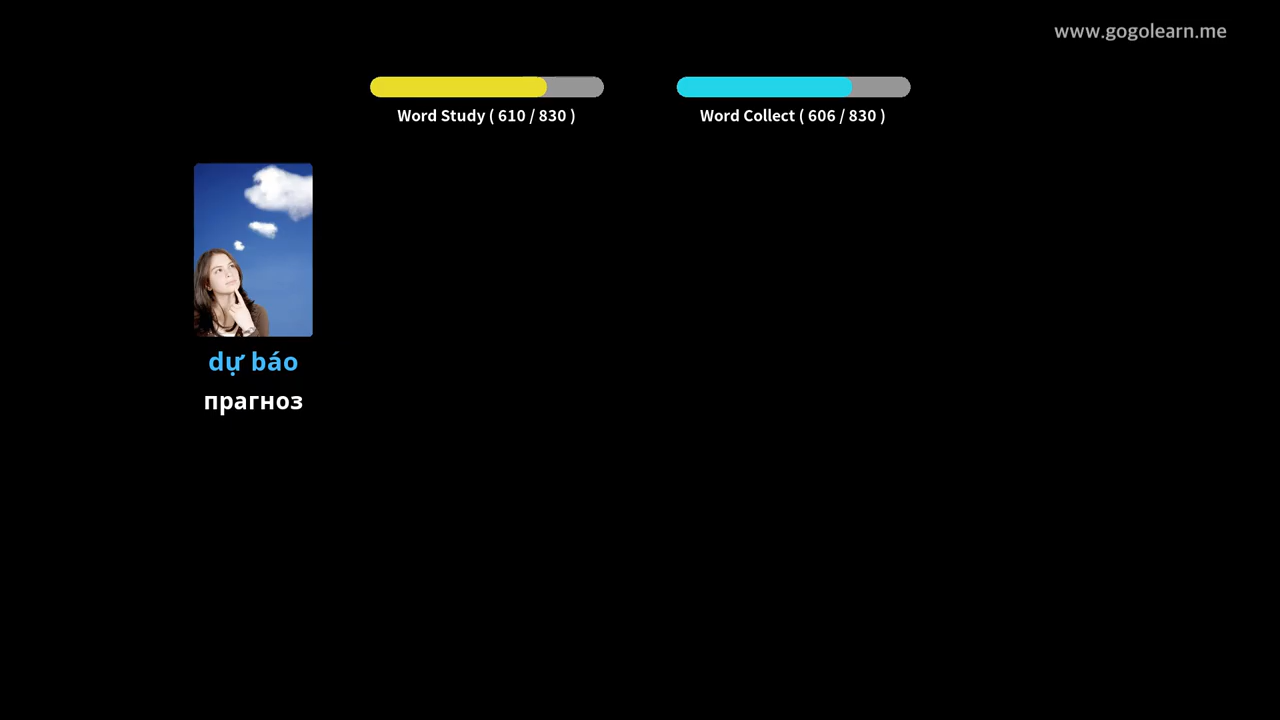 www.gogolearn.me
Word Study ( 610 / 830 )
Word Collect ( 606 / 830 )
dự báo
прагноз